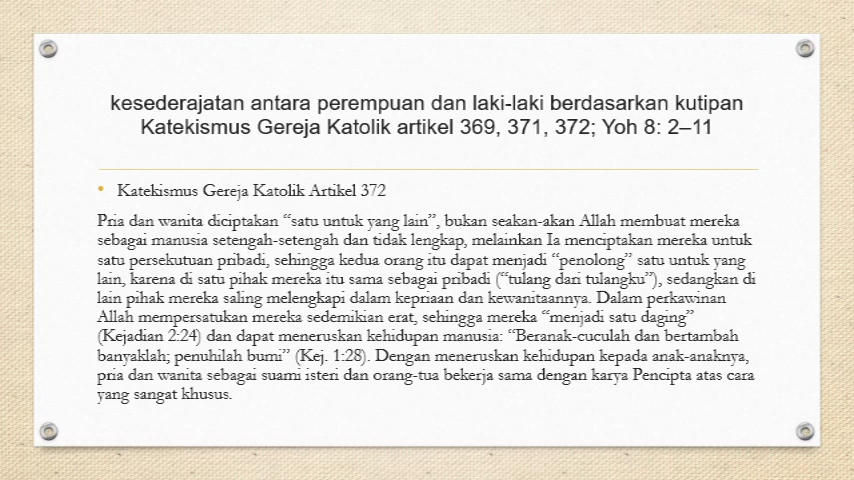 kesederajatan antara perempuan dan laki-laki berdasarkan kutipan
Katekismus Gereja Katolik artikel 369, 371, 372; Yoh 8: 2–11
• Katekismus Gereja Katolik Artikel 372
Pria dan wanita diciptakan “satu untuk yang lain”, bukan seakan-akan Allah membuat mereka
sebagai manusia setengah-setengah dan tidak lengkap, melainkan Ia menciptakan mereka untuk
satu persekutuan pribadi, sehingga kedua orang itu dapat menjadi “penolong” satu untuk yang
lain, karena di satu pihak mereka itu sama sebagai pribadi (“tulang dari tulangku”), sedangkan di
lain pihak mereka saling melengkapi dalam kepriaan dan kewanitaannya. Dalam perkawinan
Allah mempersatukan mereka sedemikian erat, sehingga mereka “menjadi satu daging”
(Kejadian 2:24) dan dapat meneruskan kehidupan manusia: “Beranak-cuculah dan bertambah
banyaklah; penuhilah bumi” (Kej. 1:28). Dengan meneruskan kehidupan kepada anak-anaknya,
pria dan wanita sebagai suami isteri dan orang-tua bekerja sama dengan karya Pencipta atas cara
yang sangat khusus.